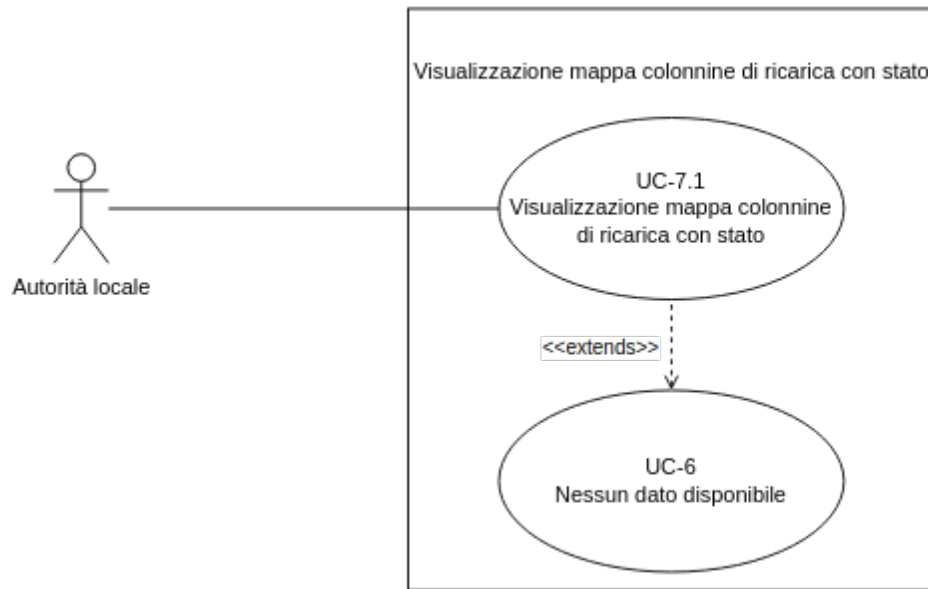 Visualizzazione mappa colonnine di ricarica con stato
UC-7.1
Visualizzazione mappa colonnine
di ricarica con stato
Autorità locale
<<extends>>
UC-6
Nessun dato disponibile